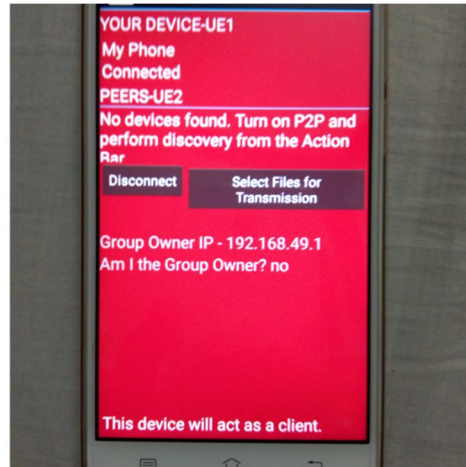 YOUR DEVICE-UE1
My Phone
Connected
PEERS-UE2
No devices found. Turn on P2P and
perform discovery from the Action
Bar
Disconnect
Select Files for
Transmission
Group Owner IP - 192.168.49.1
Am I the Group Owner? no
This device will act as a client.